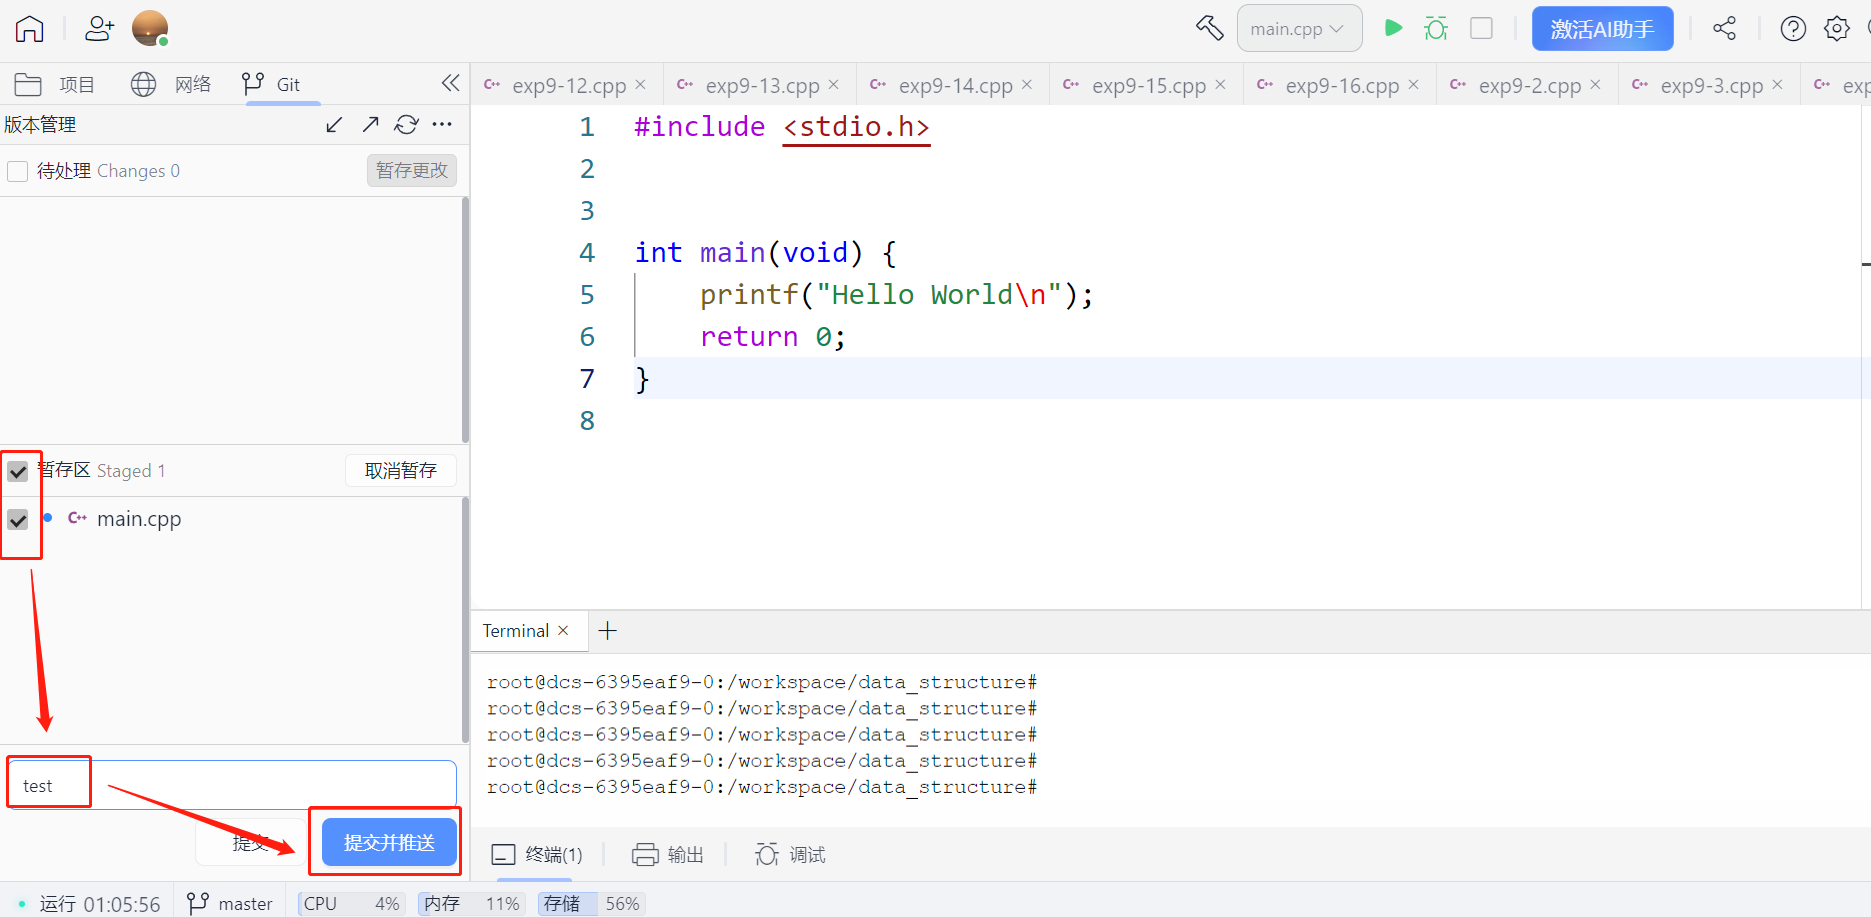 main.cpp
激活AI助手
项目
网络
Git
exp9-12.cpp
exp9-13.cpp
exp9-14.cpp
exp9-15.cpp
exp9-16.cpp
exp9-2.cpp
exp9-3.cpp
exp
版本管理
待处理 Changes 0
暂存更改
1 #include <stdio.h>
2
3
4 int main(void) {
5 printf("Hello World\n");
6 return 0;
7 }
8
暂存区 Staged 1
取消暂存
C++ main.cpp
test
提交
提交并推送
Terminal
root@dcs-6395eaf9-0:/workspace/data_structure#
root@dcs-6395eaf9-0:/workspace/data_structure#
root@dcs-6395eaf9-0:/workspace/data_structure#
root@dcs-6395eaf9-0:/workspace/data_structure#
root@dcs-6395eaf9-0:/workspace/data_structure#
终端(1)
输出
调试
运行 01:05:56
master
CPU 4%
内存 11%
存储 56%